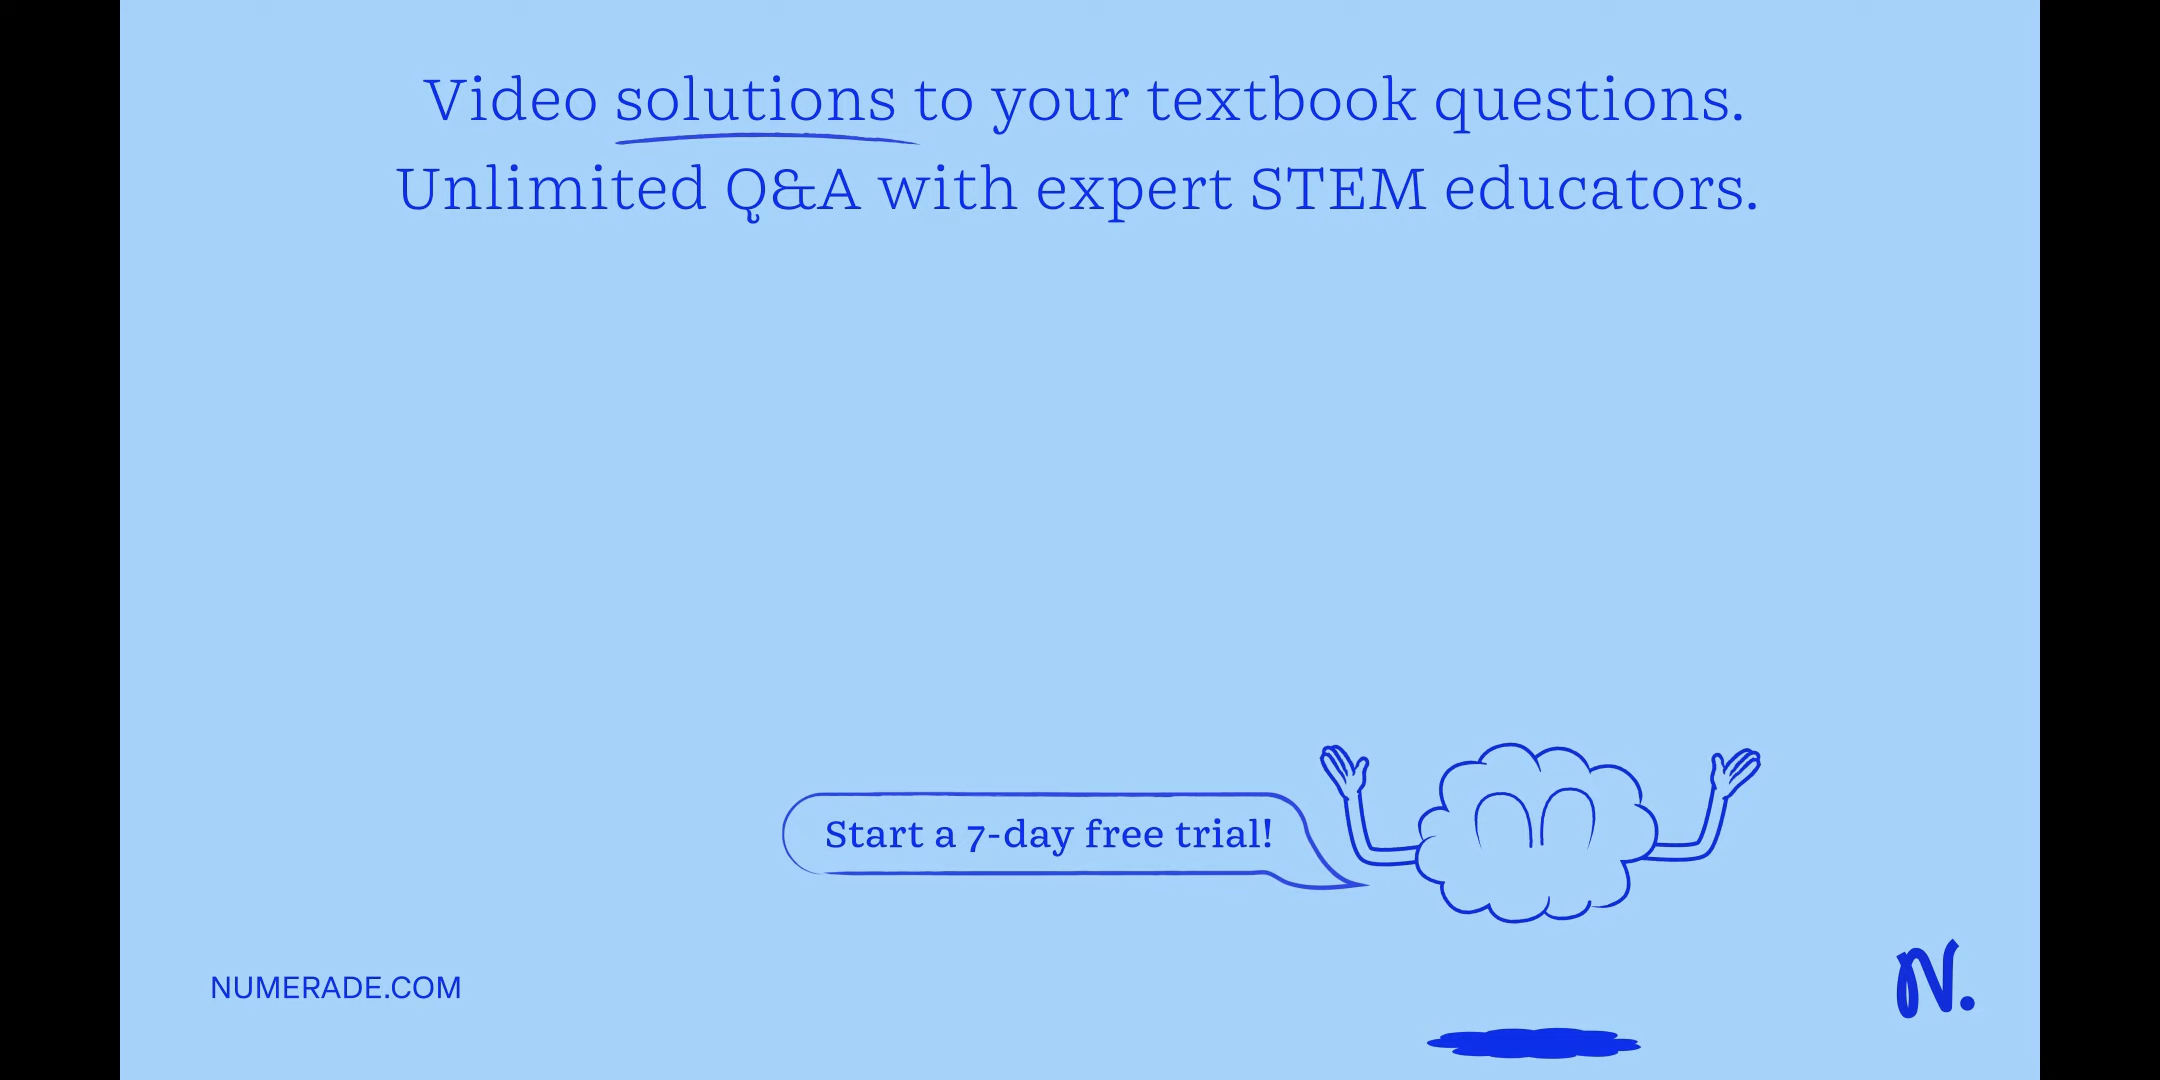 Video solutions to your textbook questions.
Unlimited Q&A with expert STEM educators.
Start a 7-day free trial!
NUMERADE.COM
N.